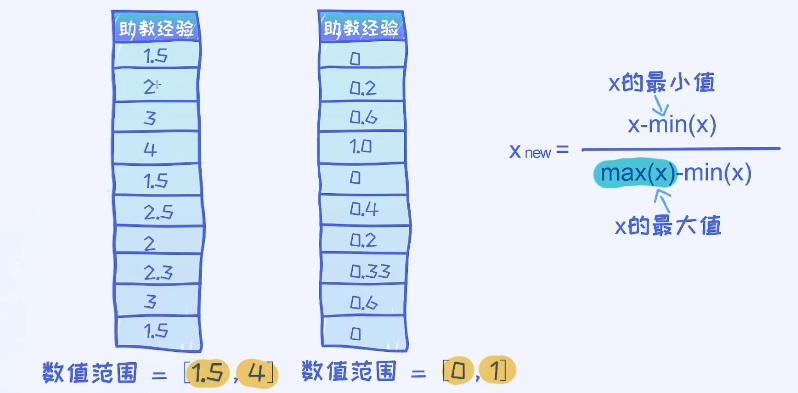 助教经验
1.5
2
3
4
1.5
2.5
2
2.3
3
1.5
数值范围 = [1.5, 4]
助教经验
0
0.2
0.6
1.0
0
0.4
0.2
0.33
0.6
0
数值范围 = [0, 1]
x的最小值
x-min(x)
x new =
max(x)-min(x)
x的最大值